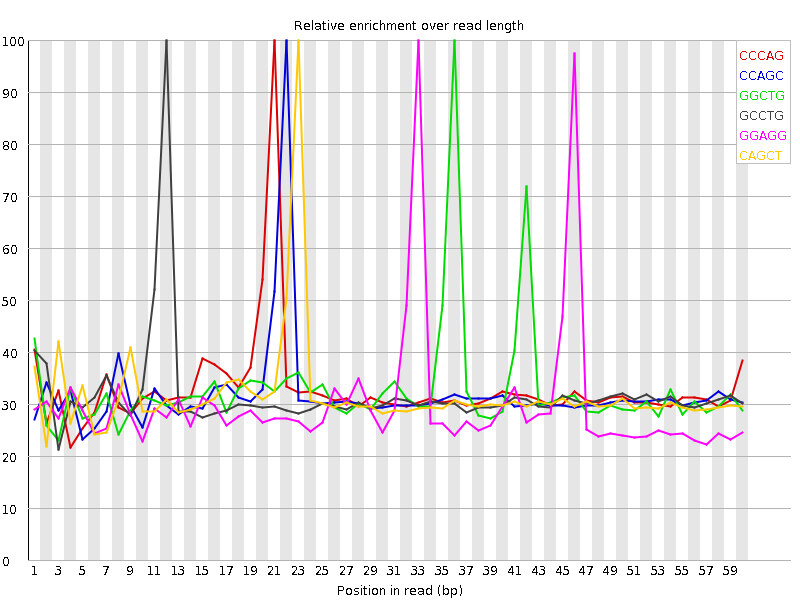 Relative enrichment over read length
100
90
80
70
60
50
40
30
20
10
0
CCCAG
CCAGC
GGCTG
GCCTG
GGAGG
CAGCT
1 3 5 7 9 11 13 15 17 19 21 23 25 27 29 31 33 35 37 39 41 43 45 47 49 51 53 55 57 59
Position in read (bp)